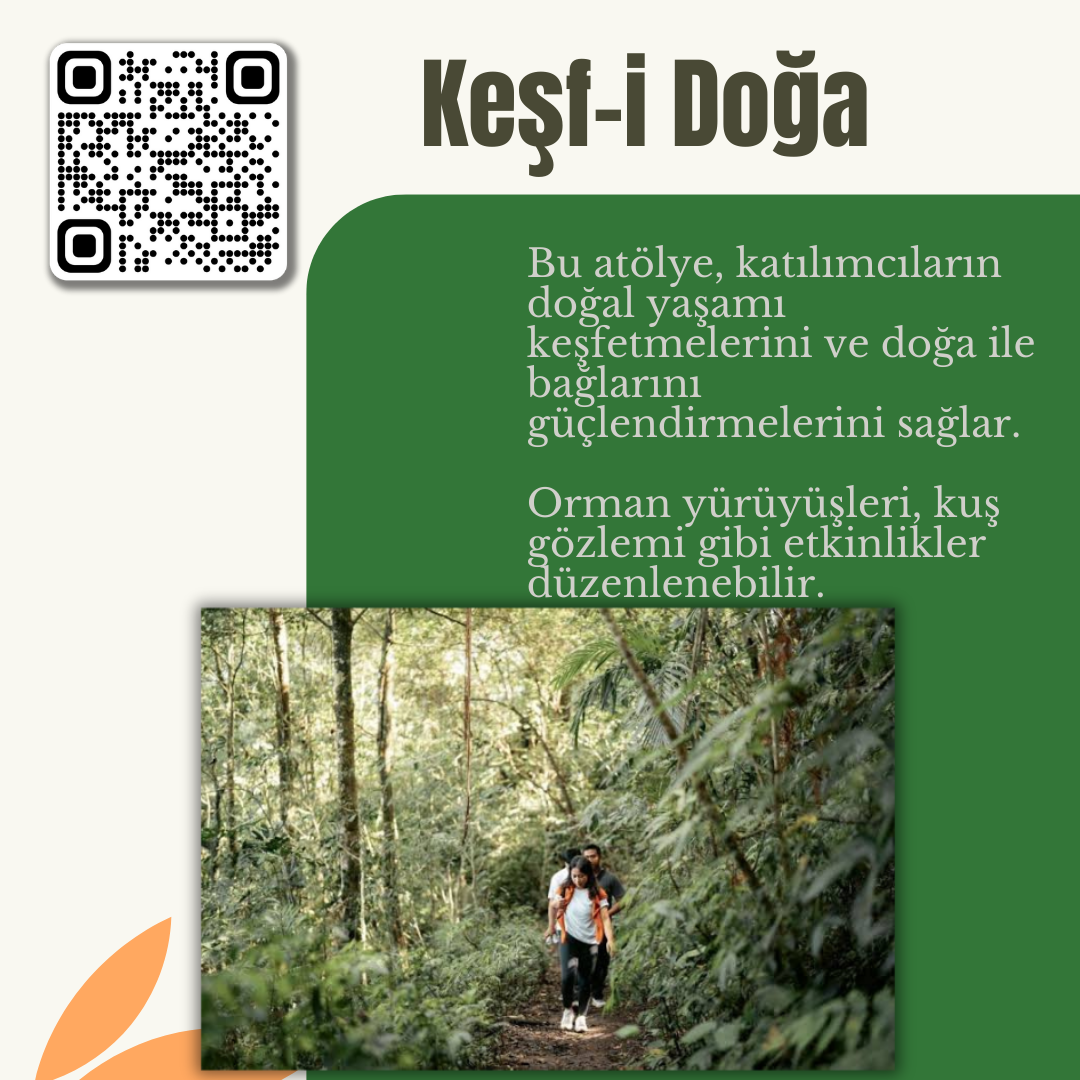 Keşf-i Doğa
Bu atölye, katılımcıların
doğal yaşamı
keşfetmelerini ve doğa ile
bağlarını
güçlendirmelerini sağlar.
Orman yürüyüşleri, kuş
gözlemi gibi etkinlikler
düzenlenebilir.